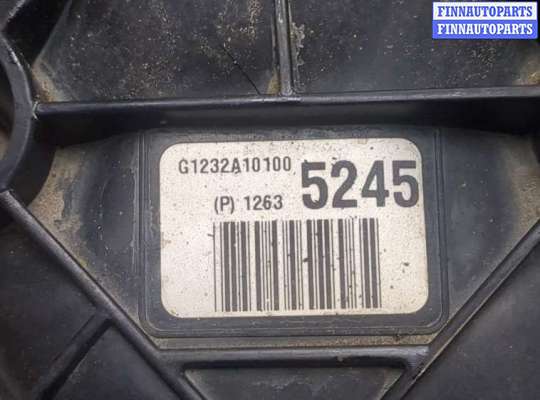 FINNAUTOPARTS
FINNAUTOPARTS
G1232A10100
(P) 1263 5245